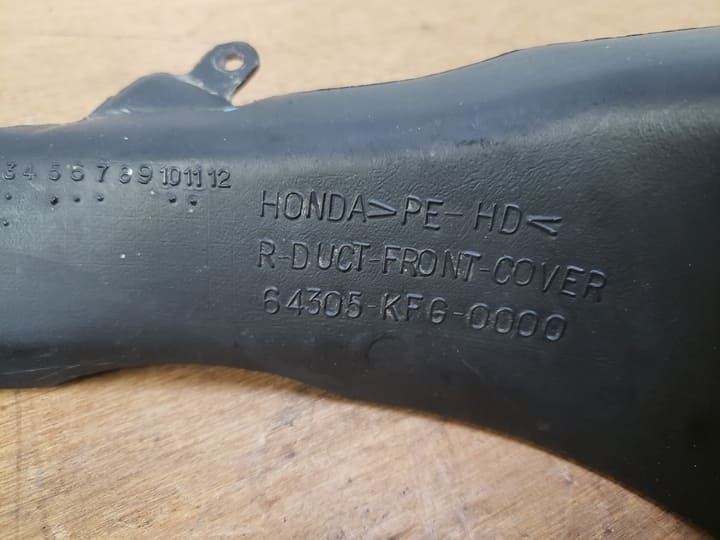 3 4 5 6 7 8 9 10 11 12
HONDA >PE-HD<
R-DUCT-FRONT-COVER
64305-KFG-0000